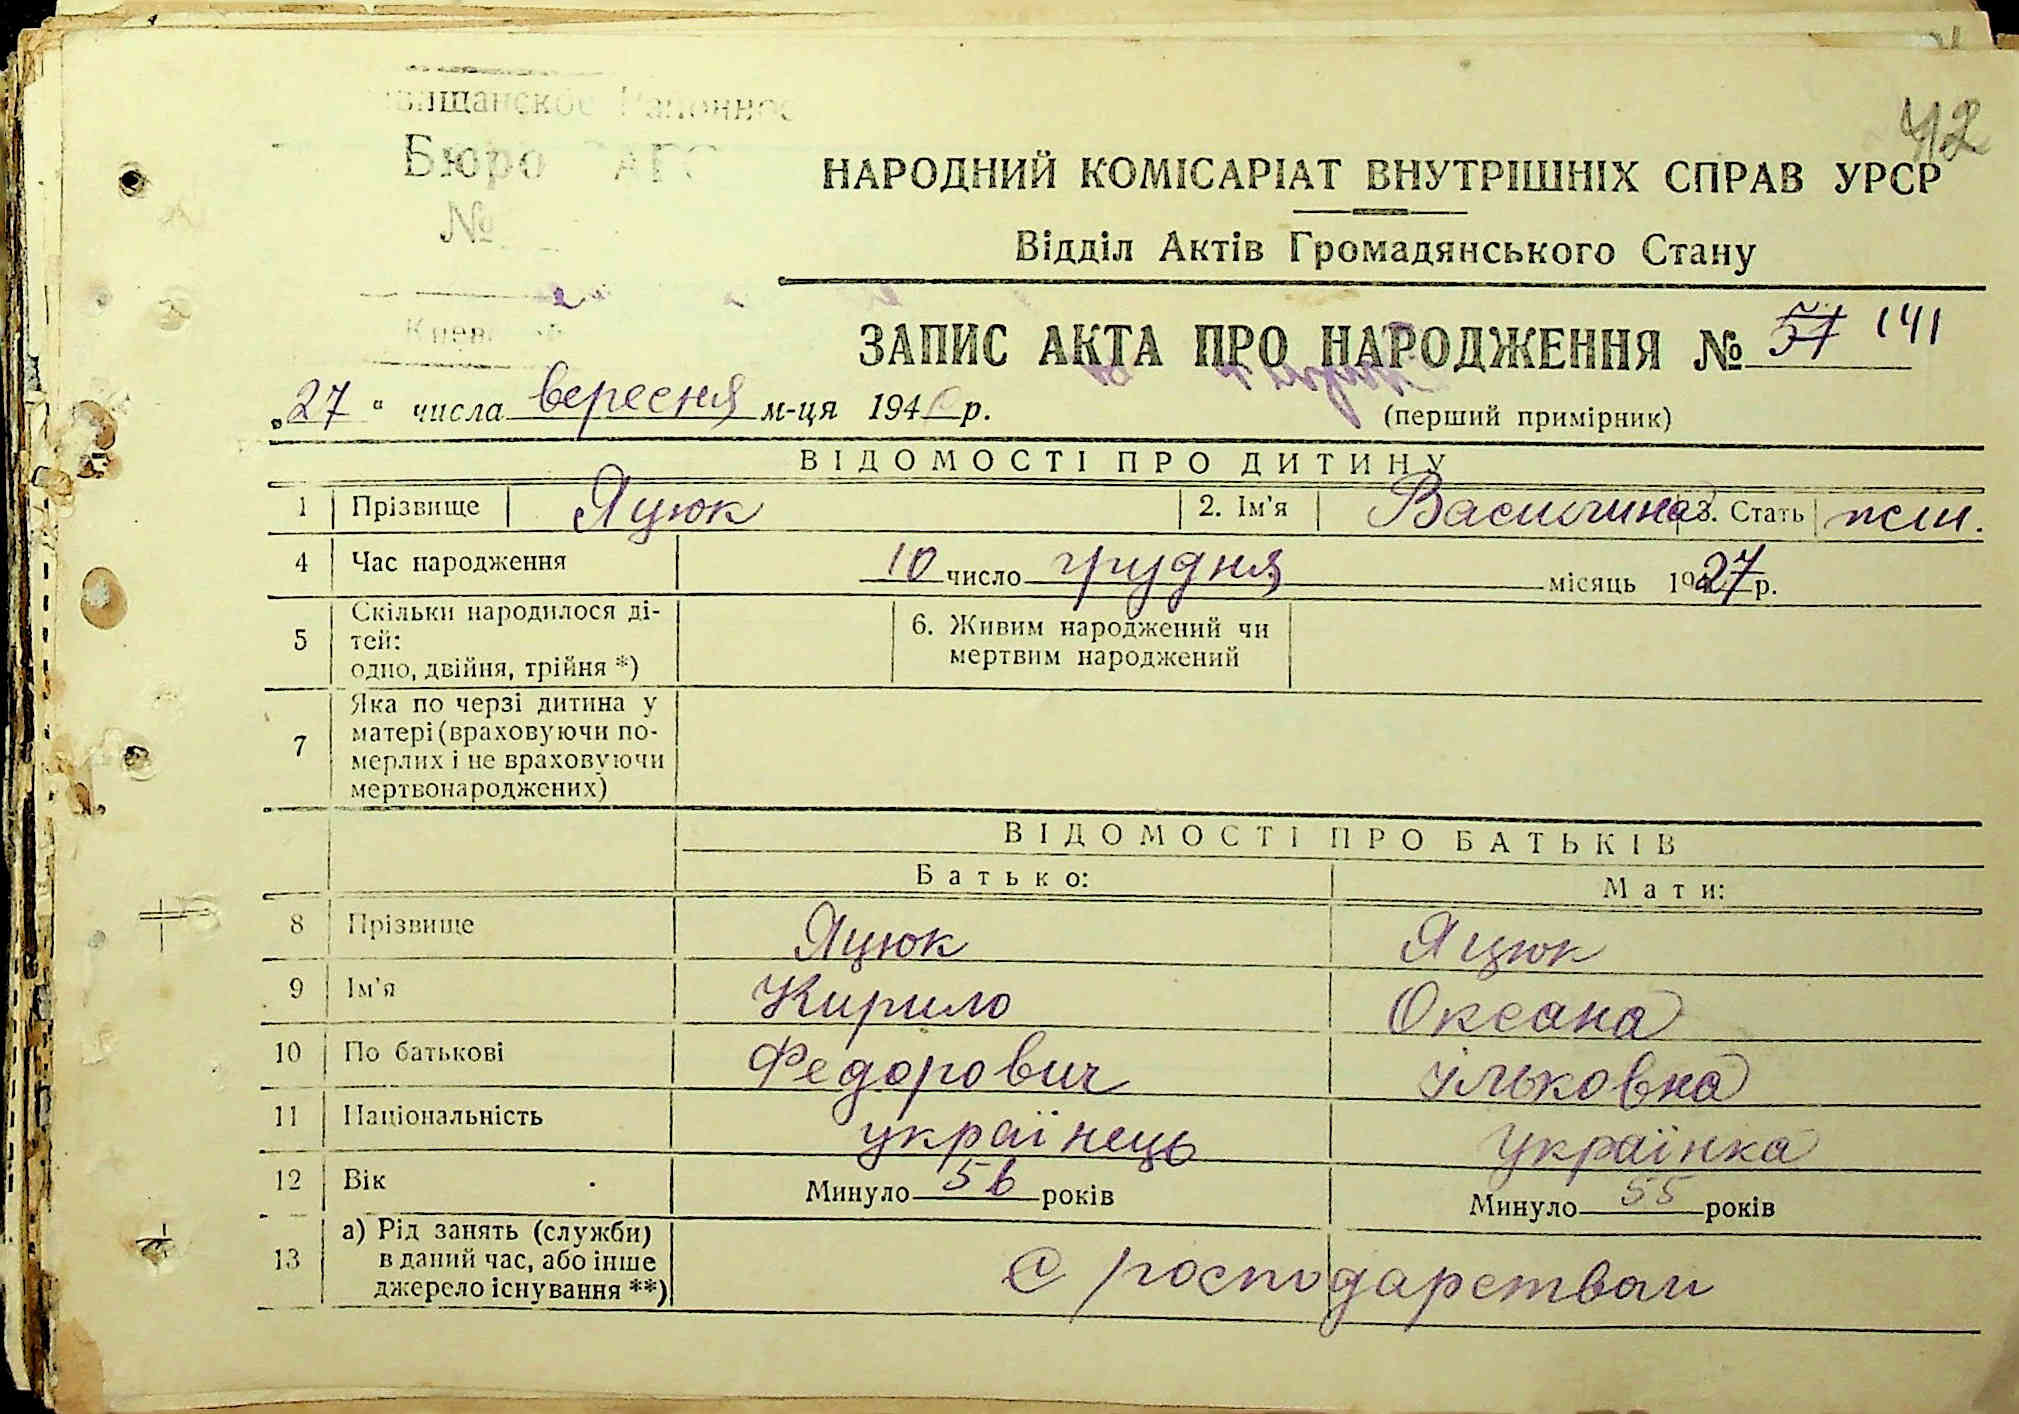 42
Бюро ЗАГС
№
НАРОДНИЙ КОМІСАРІАТ ВНУТРІШНІХ СПРАВ УРСР
Відділ Актів Громадянського Стану
ЗАПИС АКТА ПРО НАРОДЖЕННЯ № 57 141
„27“ числа вересня м-ця 194 р.
(перший примірник)
ВІДОМОСТІ ПРО ДИТИНУ
1 Прізвище Яцюк 2. Ім'я 3. Стать жін.
4 Час народження 10 число грудня місяць 1927 р.
5 Скільки народилося ді-
тей:
одно, двійня, трійня *)
6. Живим народжений чи
мертвим народжений
7 Яка по черзі дитина у
матері (враховуючи по-
мерлих і не враховуючи
мертвонароджених)
ВІДОМОСТІ ПРО БАТЬКІВ
Батько: Мати:
8 Прізвище Яцюк Яцюк
9 Ім'я Кирило Оксана
10 По батькові Федорович Ільковна
11 Національність українець українка
12 Вік Минуло 56 років Минуло 55 років
13 а) Рід занять (служби)
в даний час, або інше
джерело існування **)
С господарством